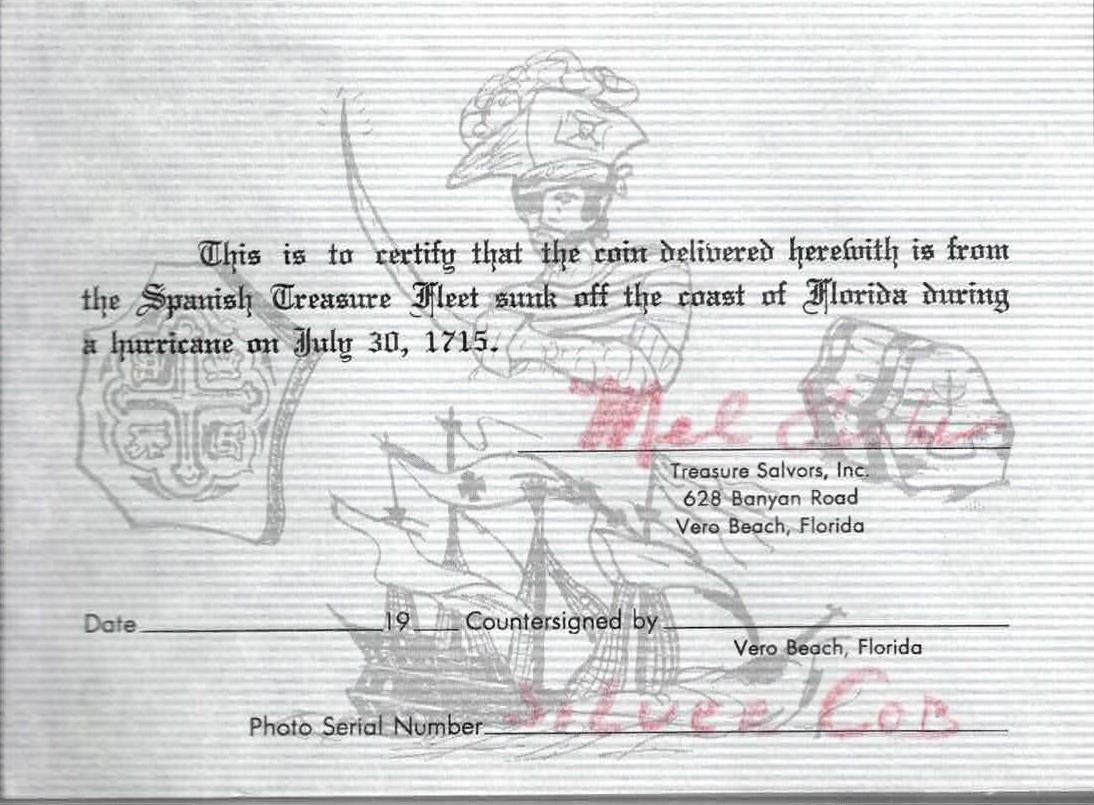 This is to certify that the coin delivered herewith is from
the Spanish Treasure Fleet sunk off the coast of Florida during
a hurricane on July 30, 1715.
Mel
Treasure Salvors, Inc.
628 Banyan Road
Vero Beach, Florida
Date 19 Countersigned by
Vero Beach, Florida
Photo Serial Number Silver Cob